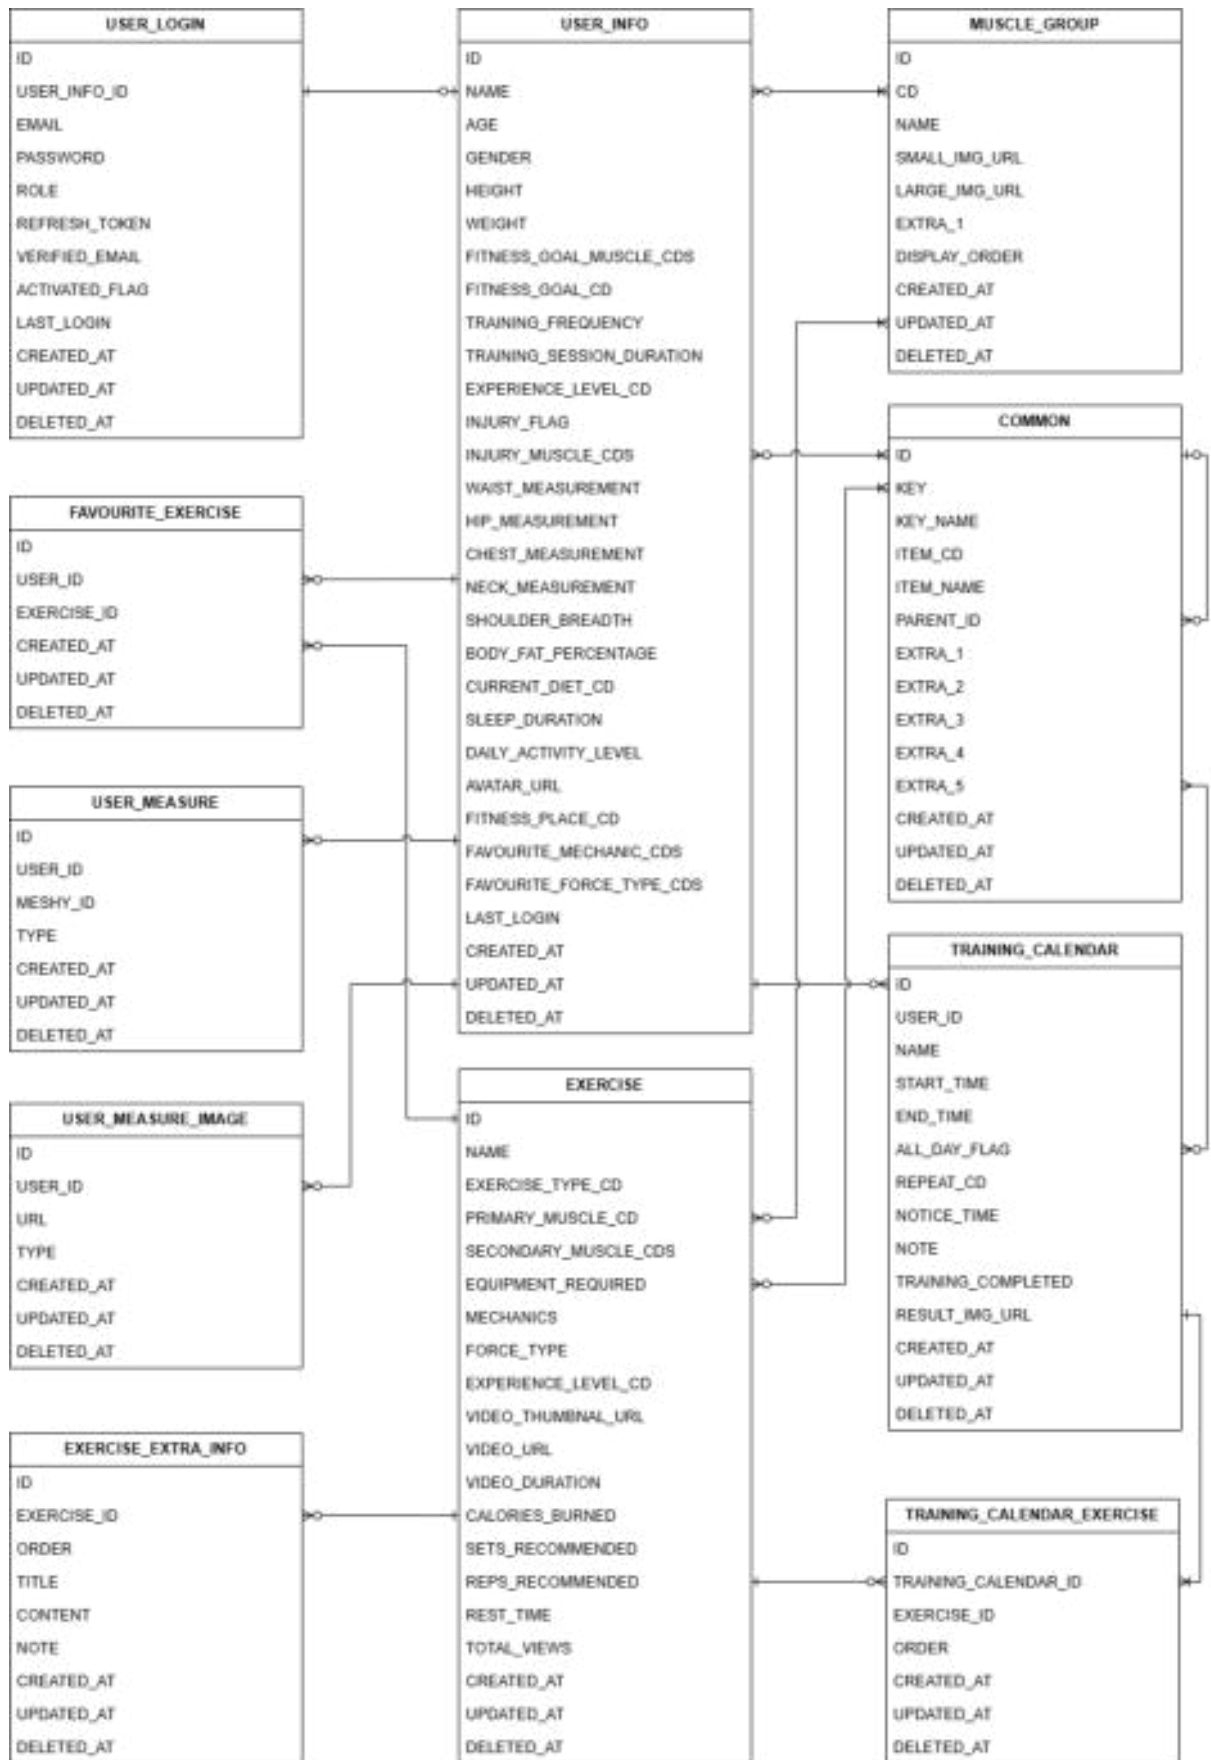 USER_LOGIN
ID
USER_INFO_ID
EMAIL
PASSWORD
ROLE
REFRESH_TOKEN
VERIFIED_EMAIL
ACTIVATED_FLAG
LAST_LOGIN
CREATED_AT
UPDATED_AT
DELETED_AT
FAVOURITE_EXERCISE
ID
USER_ID
EXERCISE_ID
CREATED_AT
UPDATED_AT
DELETED_AT
USER_MEASURE
ID
USER_ID
MESHY_ID
TYPE
CREATED_AT
UPDATED_AT
DELETED_AT
USER_MEASURE_IMAGE
ID
USER_ID
URL
TYPE
CREATED_AT
UPDATED_AT
DELETED_AT
EXERCISE_EXTRA_INFO
ID
EXERCISE_ID
ORDER
TITLE
CONTENT
NOTE
CREATED_AT
UPDATED_AT
DELETED_AT
USER_INFO
ID
NAME
AGE
GENDER
HEIGHT
WEIGHT
FITNESS_GOAL_MUSCLE_CDS
FITNESS_GOAL_CD
TRAINING_FREQUENCY
TRAINING_SESSION_DURATION
EXPERIENCE_LEVEL_CD
INJURY_FLAG
INJURY_MUSCLE_CDS
WAIST_MEASUREMENT
HIP_MEASUREMENT
CHEST_MEASUREMENT
NECK_MEASUREMENT
SHOULDER_BREADTH
BODY_FAT_PERCENTAGE
CURRENT_DIET_CD
SLEEP_DURATION
DAILY_ACTIVITY_LEVEL
AVATAR_URL
FITNESS_PLACE_CD
FAVOURITE_MECHANIC_CDS
FAVOURITE_FORCE_TYPE_CDS
LAST_LOGIN
CREATED_AT
UPDATED_AT
DELETED_AT
EXERCISE
ID
NAME
EXERCISE_TYPE_CD
PRIMARY_MUSCLE_CD
SECONDARY_MUSCLE_CDS
EQUIPMENT_REQUIRED
MECHANICS
FORCE_TYPE
EXPERIENCE_LEVEL_CD
VIDEO_THUMBNAL_URL
VIDEO_URL
VIDEO_DURATION
CALORIES_BURNED
SETS_RECOMMENDED
REPS_RECOMMENDED
REST_TIME
TOTAL_VIEWS
CREATED_AT
UPDATED_AT
DELETED_AT
MUSCLE_GROUP
ID
CD
NAME
SMALL_IMG_URL
LARGE_IMG_URL
EXTRA_1
DISPLAY_ORDER
CREATED_AT
UPDATED_AT
DELETED_AT
COMMON
ID
KEY
KEY_NAME
ITEM_CD
ITEM_NAME
PARENT_ID
EXTRA_1
EXTRA_2
EXTRA_3
EXTRA_4
EXTRA_5
CREATED_AT
UPDATED_AT
DELETED_AT
TRAINING_CALENDAR
ID
USER_ID
NAME
START_TIME
END_TIME
ALL_DAY_FLAG
REPEAT_CD
NOTICE_TIME
NOTE
TRAINING_COMPLETED
RESULT_IMG_URL
CREATED_AT
UPDATED_AT
DELETED_AT
TRAINING_CALENDAR_EXERCISE
ID
TRAINING_CALENDAR_ID
EXERCISE_ID
ORDER
CREATED_AT
UPDATED_AT
DELETED_AT